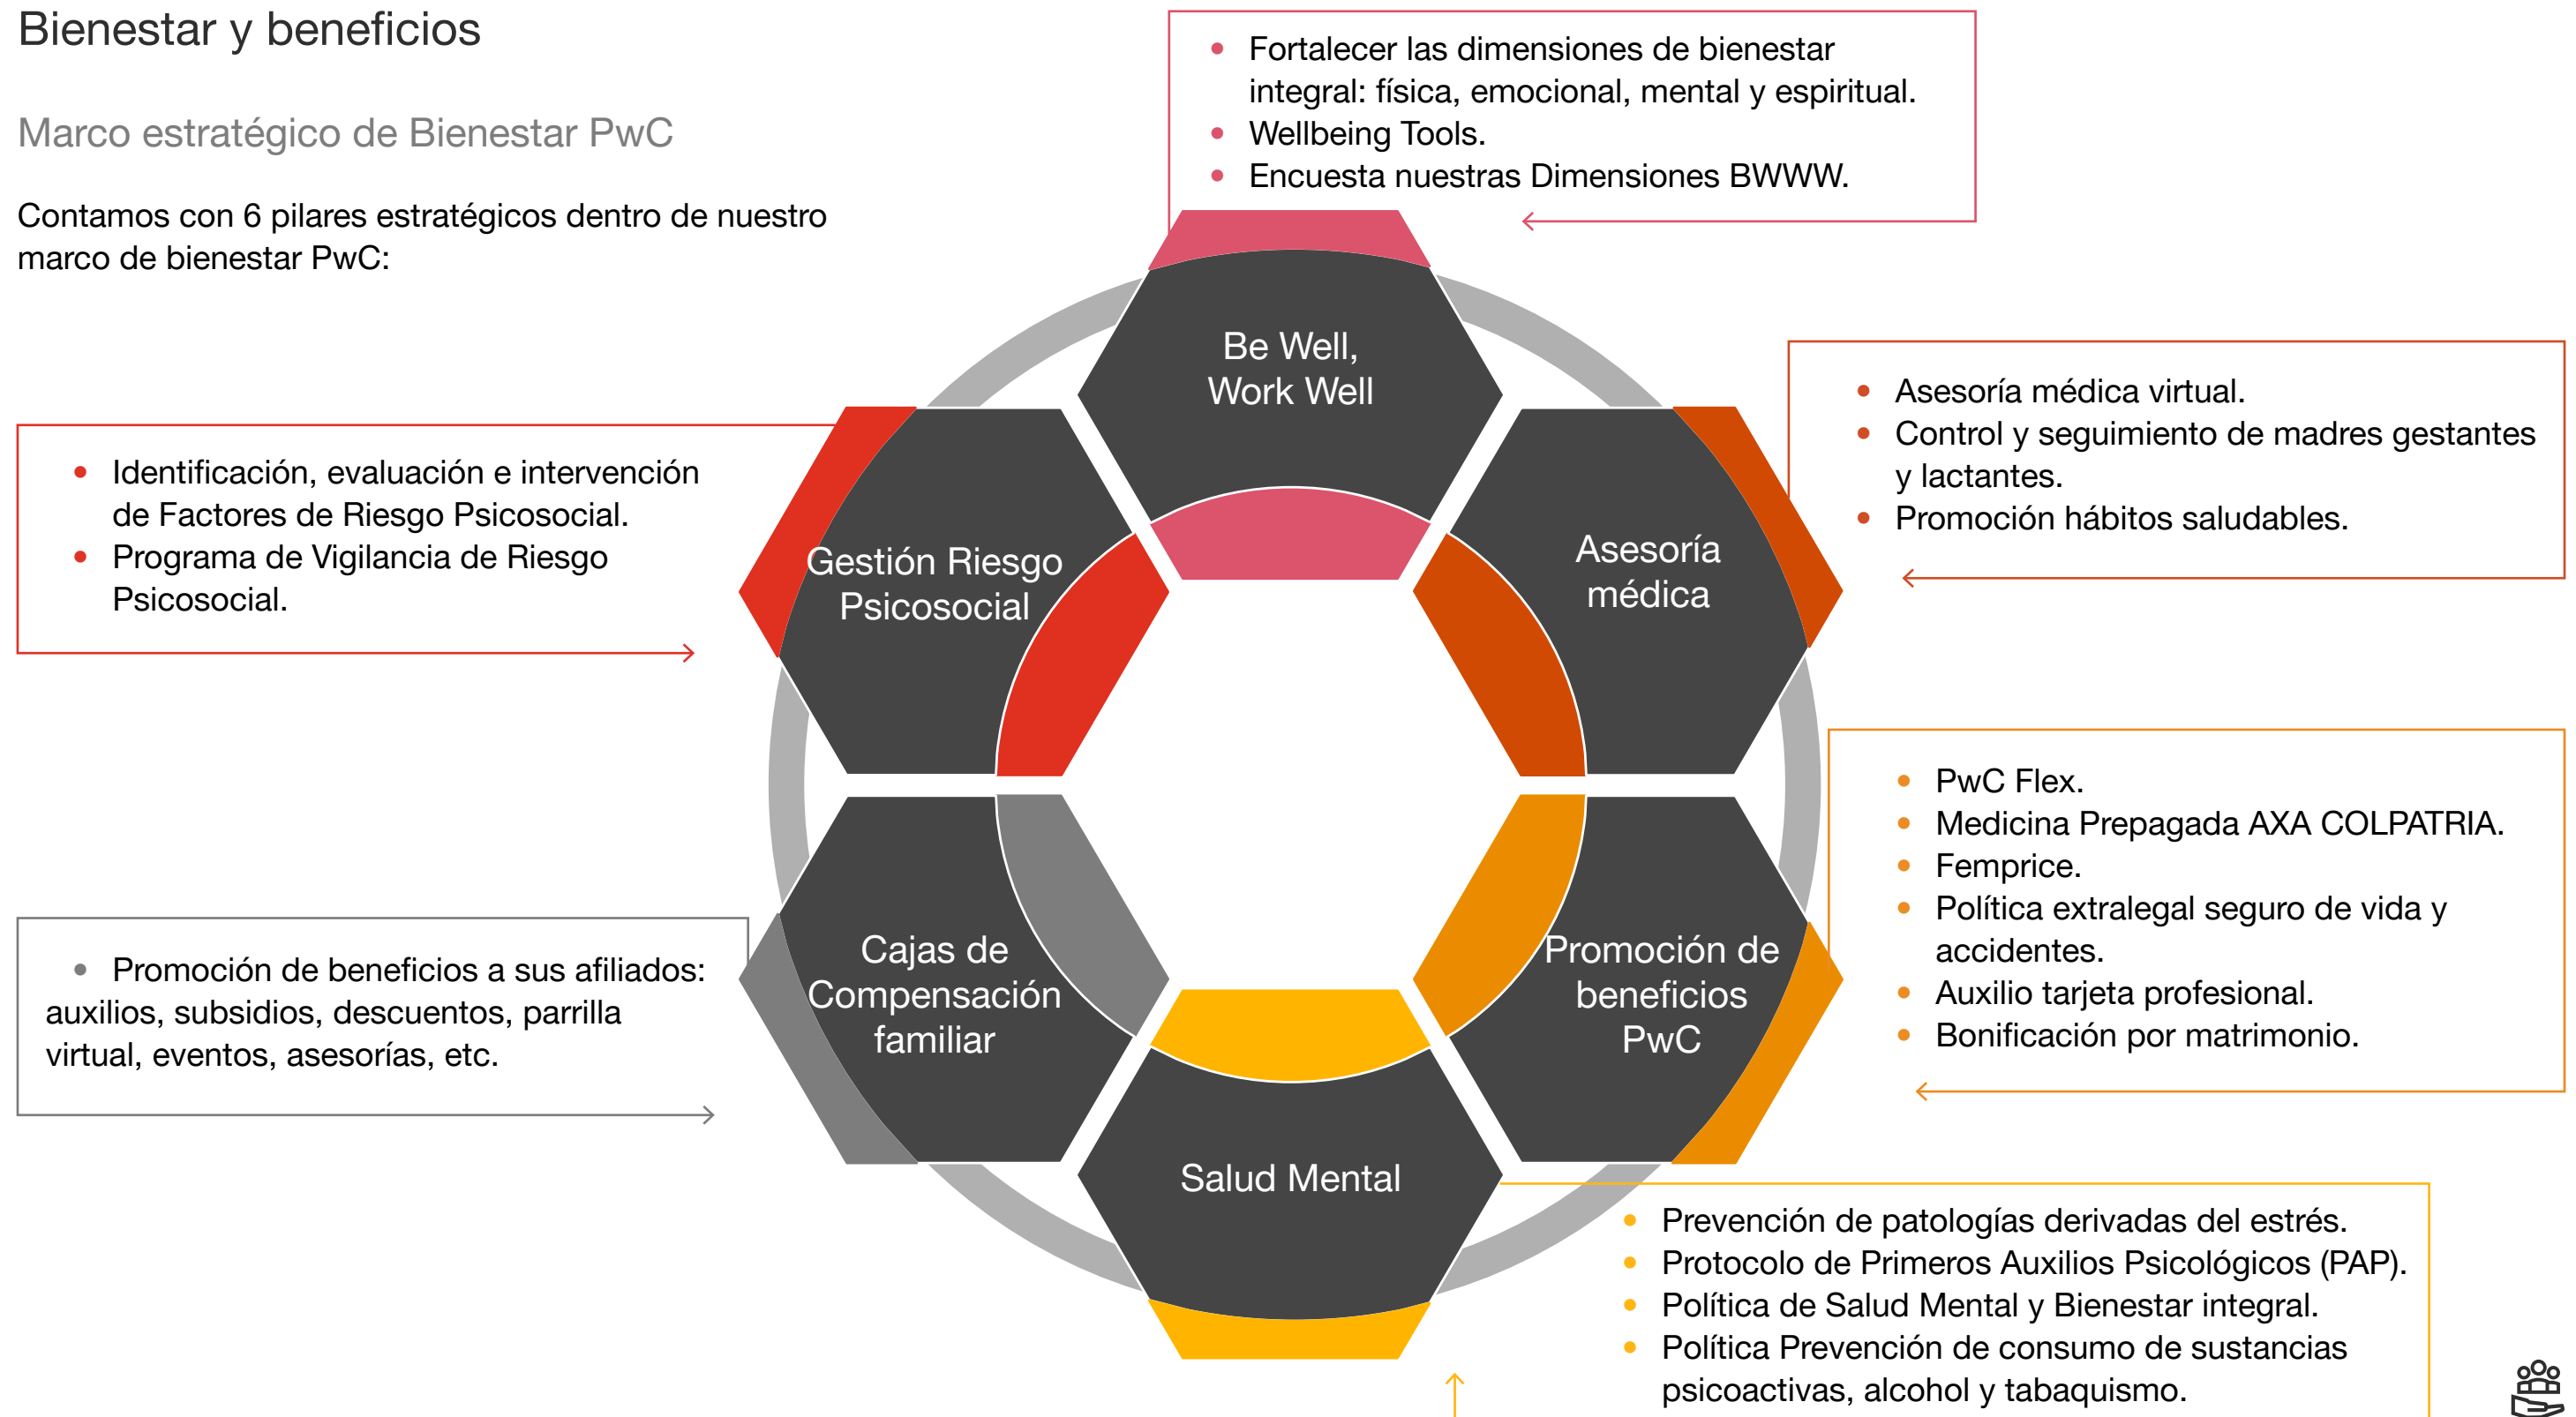 Bienestar y beneficios
Marco estratégico de Bienestar PwC
Contamos con 6 pilares estratégicos dentro de nuestro
marco de bienestar PwC:
• Fortalecer las dimensiones de bienestar
integral: física, emocional, mental y espiritual.
• Wellbeing Tools.
• Encuesta nuestras Dimensiones BWWW.
Be Well,
Work Well
• Asesoría médica virtual.
• Control y seguimiento de madres gestantes
y lactantes.
• Promoción hábitos saludables.
Asesoría
médica
• PwC Flex.
• Medicina Prepagada AXA COLPATRIA.
• Femprice.
• Política extralegal seguro de vida y
accidentes.
• Auxilio tarjeta profesional.
• Bonificación por matrimonio.
Promoción de
beneficios
PwC
• Prevención de patologías derivadas del estrés.
• Protocolo de Primeros Auxilios Psicológicos (PAP).
• Política de Salud Mental y Bienestar integral.
• Política Prevención de consumo de sustancias
psicoactivas, alcohol y tabaquismo.
Salud Mental
• Promoción de beneficios a sus afiliados:
auxilios, subsidios, descuentos, parrilla
virtual, eventos, asesorías, etc.
Cajas de
Compensación
familiar
• Identificación, evaluación e intervención
de Factores de Riesgo Psicosocial.
• Programa de Vigilancia de Riesgo
Psicosocial.
Gestión Riesgo
Psicosocial